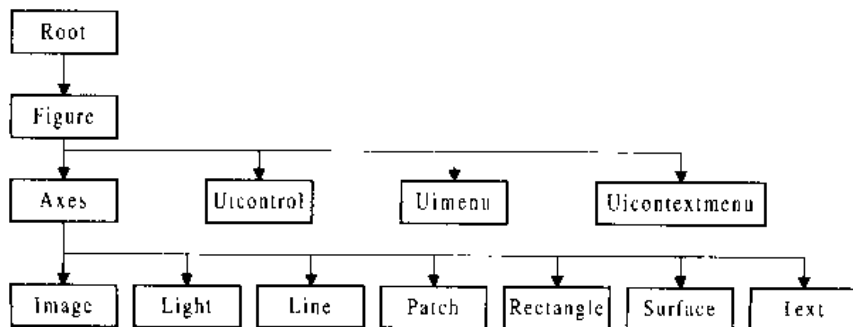 Root
Figure
Axes Uicontrol Uimenu Uicontextmenu
Image Light Line Patch Rectangle Surface Text